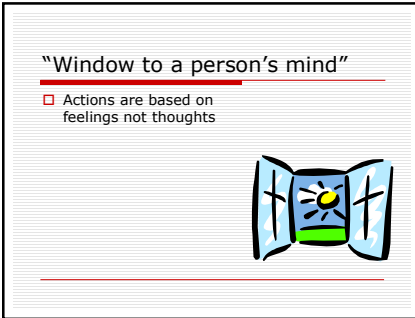 “Window to a person’s mind”
Actions are based on
feelings not thoughts